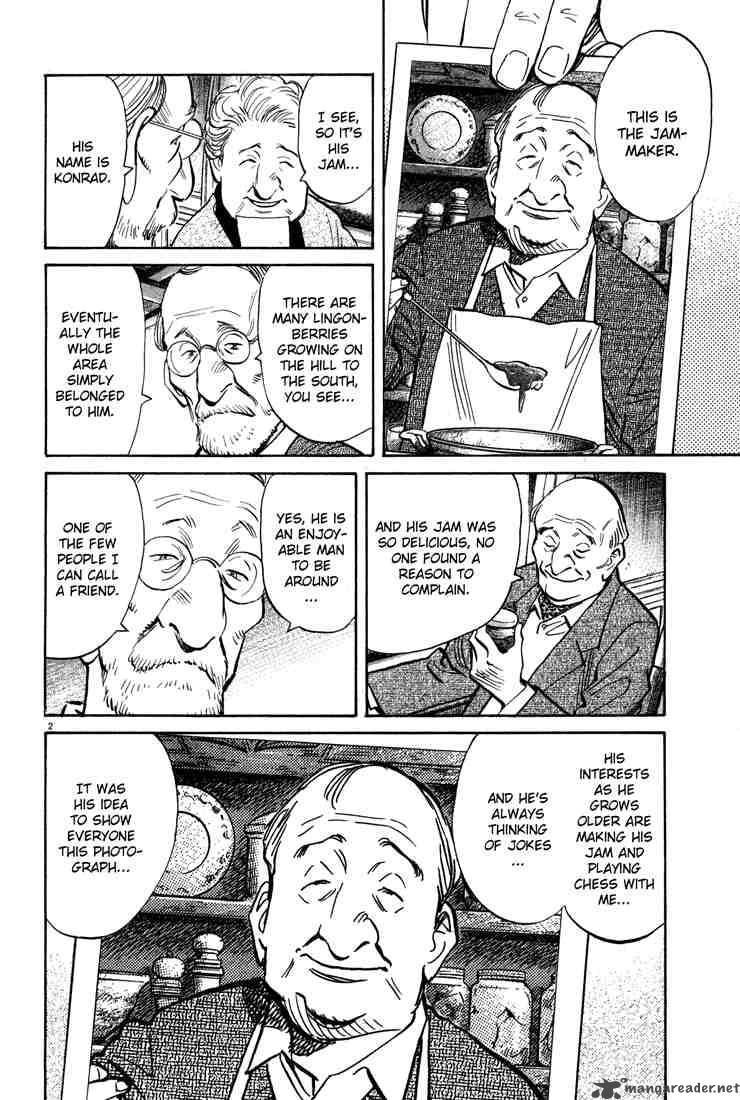 THIS IS
THE JAM-
MAKER.
I SEE,
SO IT'S
HIS
JAM...
HIS
NAME IS
KONRAD.
THERE ARE
MANY LINGON-
BERRIES
GROWING ON
THE HILL TO
THE SOUTH,
YOU SEE...
EVENTU-
ALLY THE
WHOLE
AREA
SIMPLY
BELONGED
TO HIM.
AND HIS JAM WAS
SO DELICIOUS, NO
ONE FOUND A
REASON TO
COMPLAIN.
YES, HE IS
AN ENJOY-
ABLE MAN
TO BE
AROUND
...
ONE OF
THE FEW
PEOPLE I
CAN CALL
A FRIEND.
2
HIS
INTERESTS
AS HE
GROWS
OLDER ARE
MAKING HIS
JAM AND
PLAYING
CHESS WITH
ME...
AND HE'S
ALWAYS
THINKING
OF JOKES
...
IT WAS
HIS IDEA
TO SHOW
EVERYONE
THIS PHOTO-
GRAPH...
mangareader.net